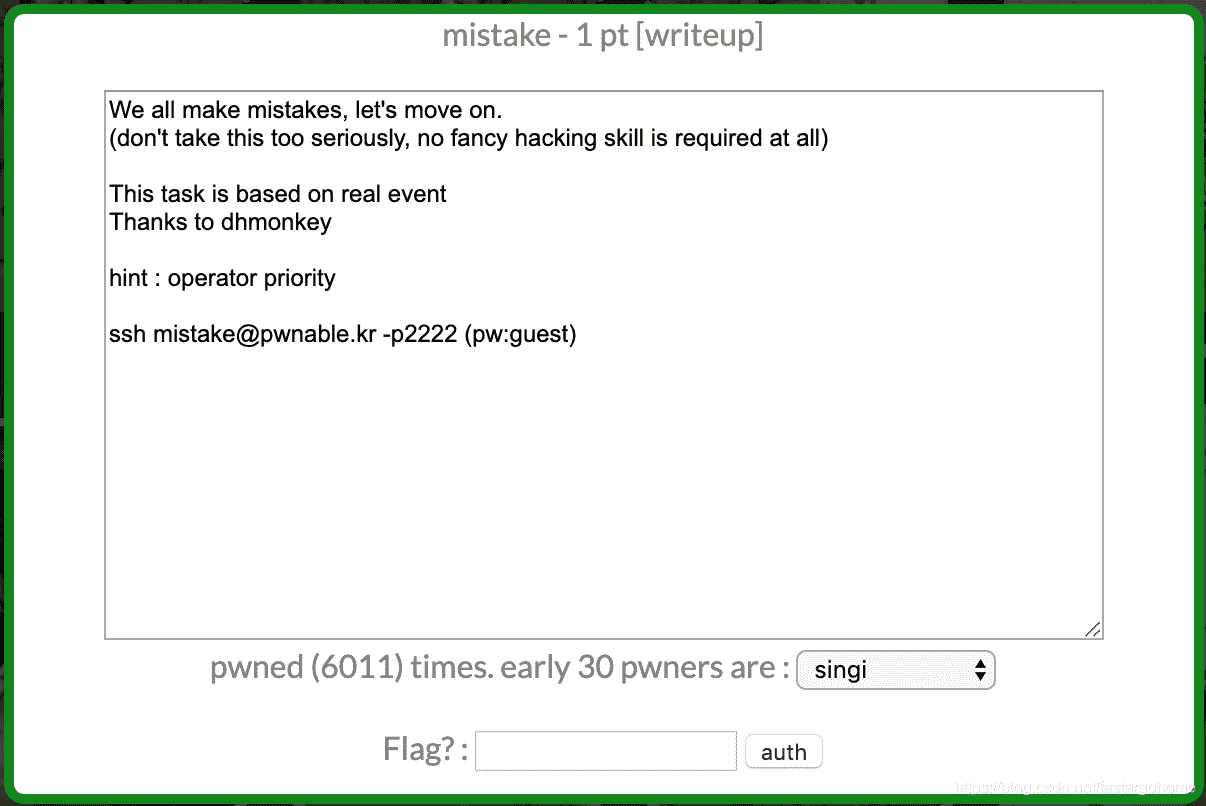 mistake - 1 pt [writeup]
We all make mistakes, let's move on.
(don't take this too seriously, no fancy hacking skill is required at all)
This task is based on real event
Thanks to dhmonkey
hint : operator priority
ssh mistake@pwnable.kr -p2222 (pw:guest)
pwned (6011) times. early 30 pwners are : singi
Flag? : auth
https://blog.csdn.net/fastergohome